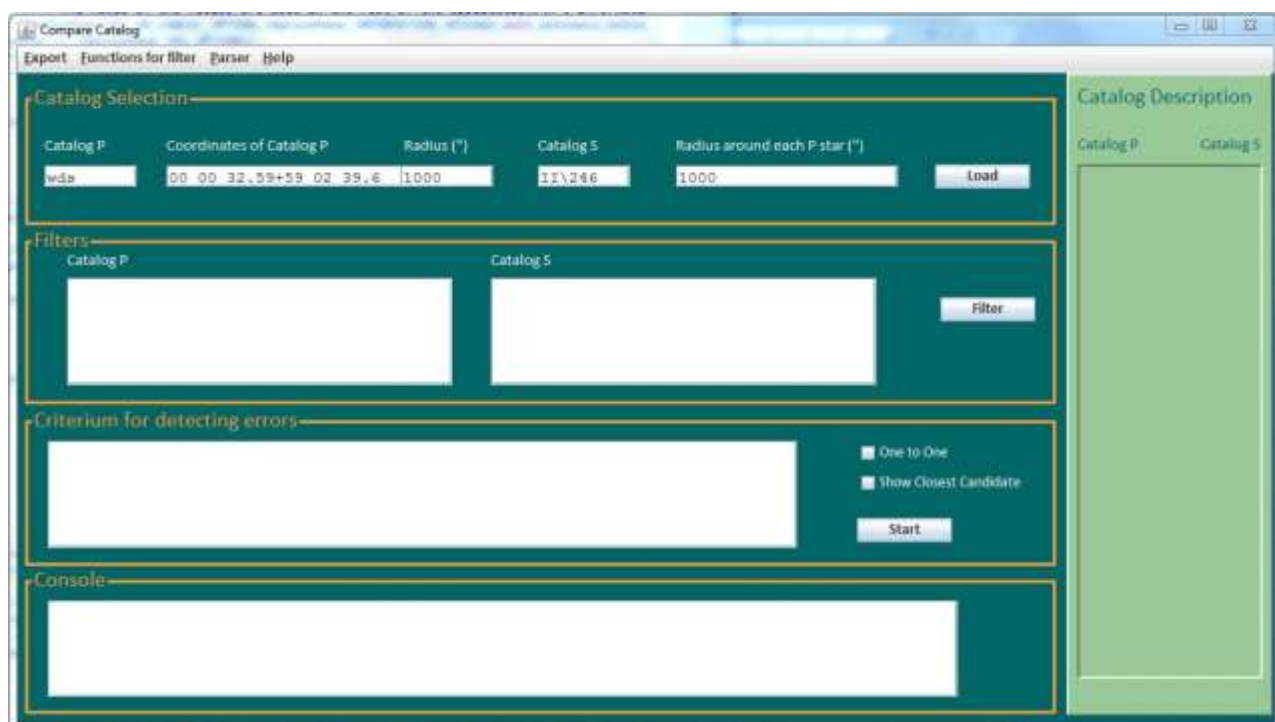 Compare Catalog
Export Functions for filter Parser Help
Catalog Selection
Catalog P Coordinates of Catalog P Radius (") Catalog S Radius around each P star (")
wds 00 00 32.59+59 02 39.6 1000 II\246 1000 Load
Filters
Catalog P Catalog S
Filter
Criterium for detecting errors
One to One
Show Closest Candidate
Start
Console
Catalog Description
Catalog P Catalog S